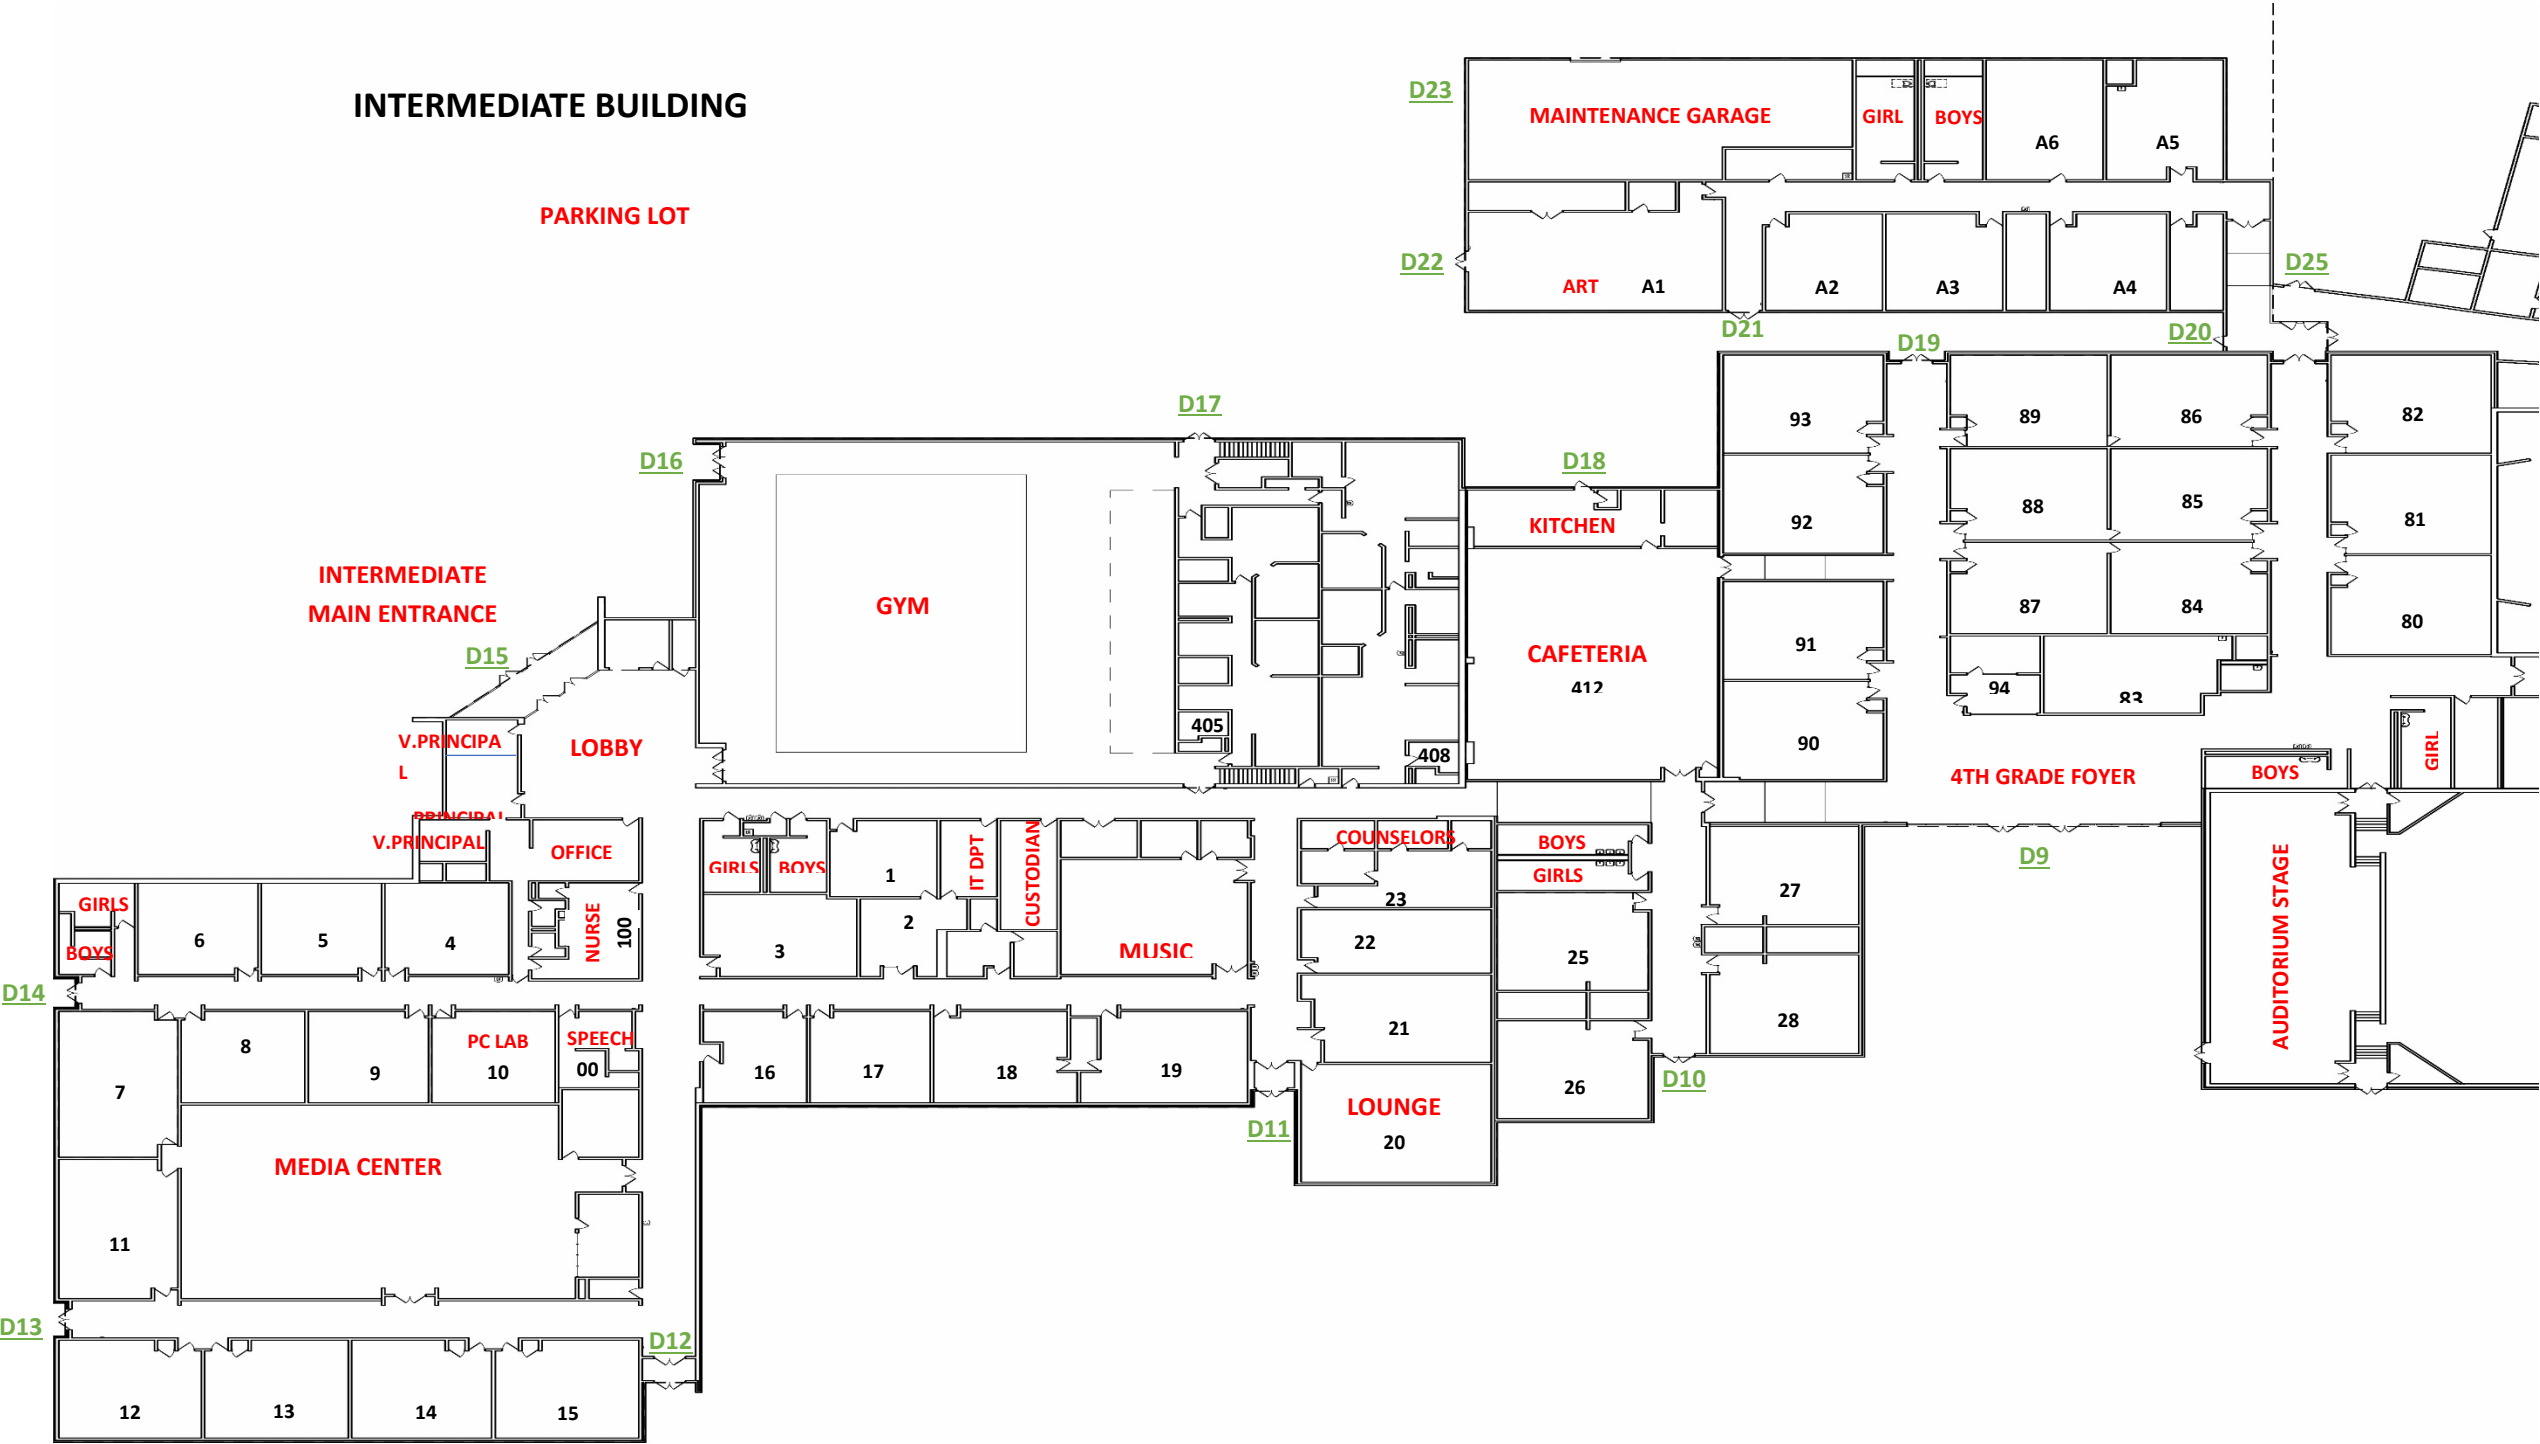 INTERMEDIATE BUILDING
PARKING LOT
D23
MAINTENANCE GARAGE
GIRL
BOYS
A6
A5
D22
ART
A1
A2
A3
A4
D25
D21
D19
D20
D17
D16
D18
93
89
86
82
KITCHEN
92
88
85
81
INTERMEDIATE
MAIN ENTRANCE
GYM
CAFETERIA
412
91
87
84
80
D15
94
83
405
408
90
V.PRINCIPA
L
LOBBY
4TH GRADE FOYER
BOYS
GIRL
PRINCIPAL
V.PRINCIPAL
OFFICE
GIRLS
BOYS
1
IT DPT
CUSTODIAN
COUNSELORS
BOYS
GIRLS
27
D9
AUDITORIUM STAGE
GIRLS
BOYS
6
5
4
NURSE
100
3
2
MUSIC
23
22
25
D14
8
9
PC LAB
10
SPEECH
00
16
17
18
19
21
28
7
D11
LOUNGE
20
26
D10
MEDIA CENTER
11
D13
D12
12
13
14
15